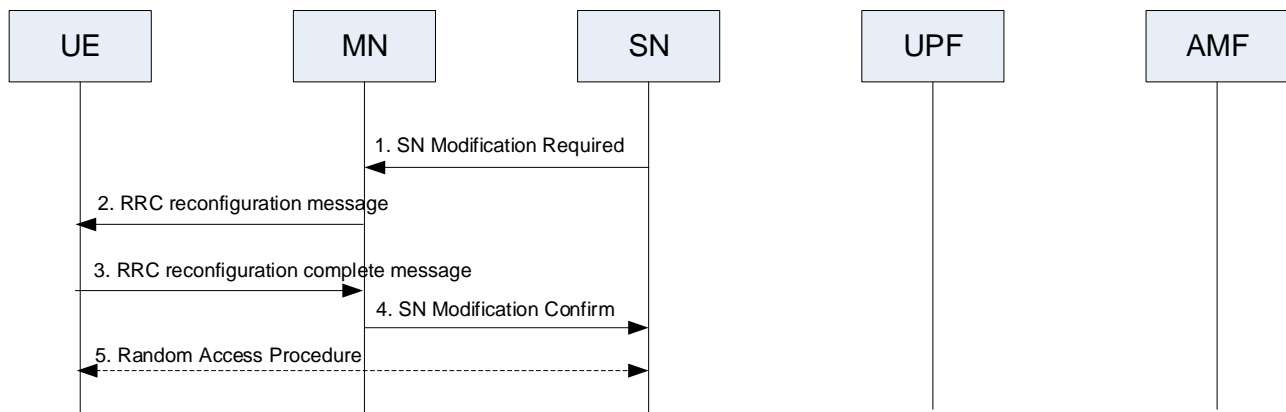 UE
MN
SN
UPF
AMF
1. SN Modification Required
2. RRC reconfiguration message
3. RRC reconfiguration complete message
4. SN Modification Confirm
5. Random Access Procedure